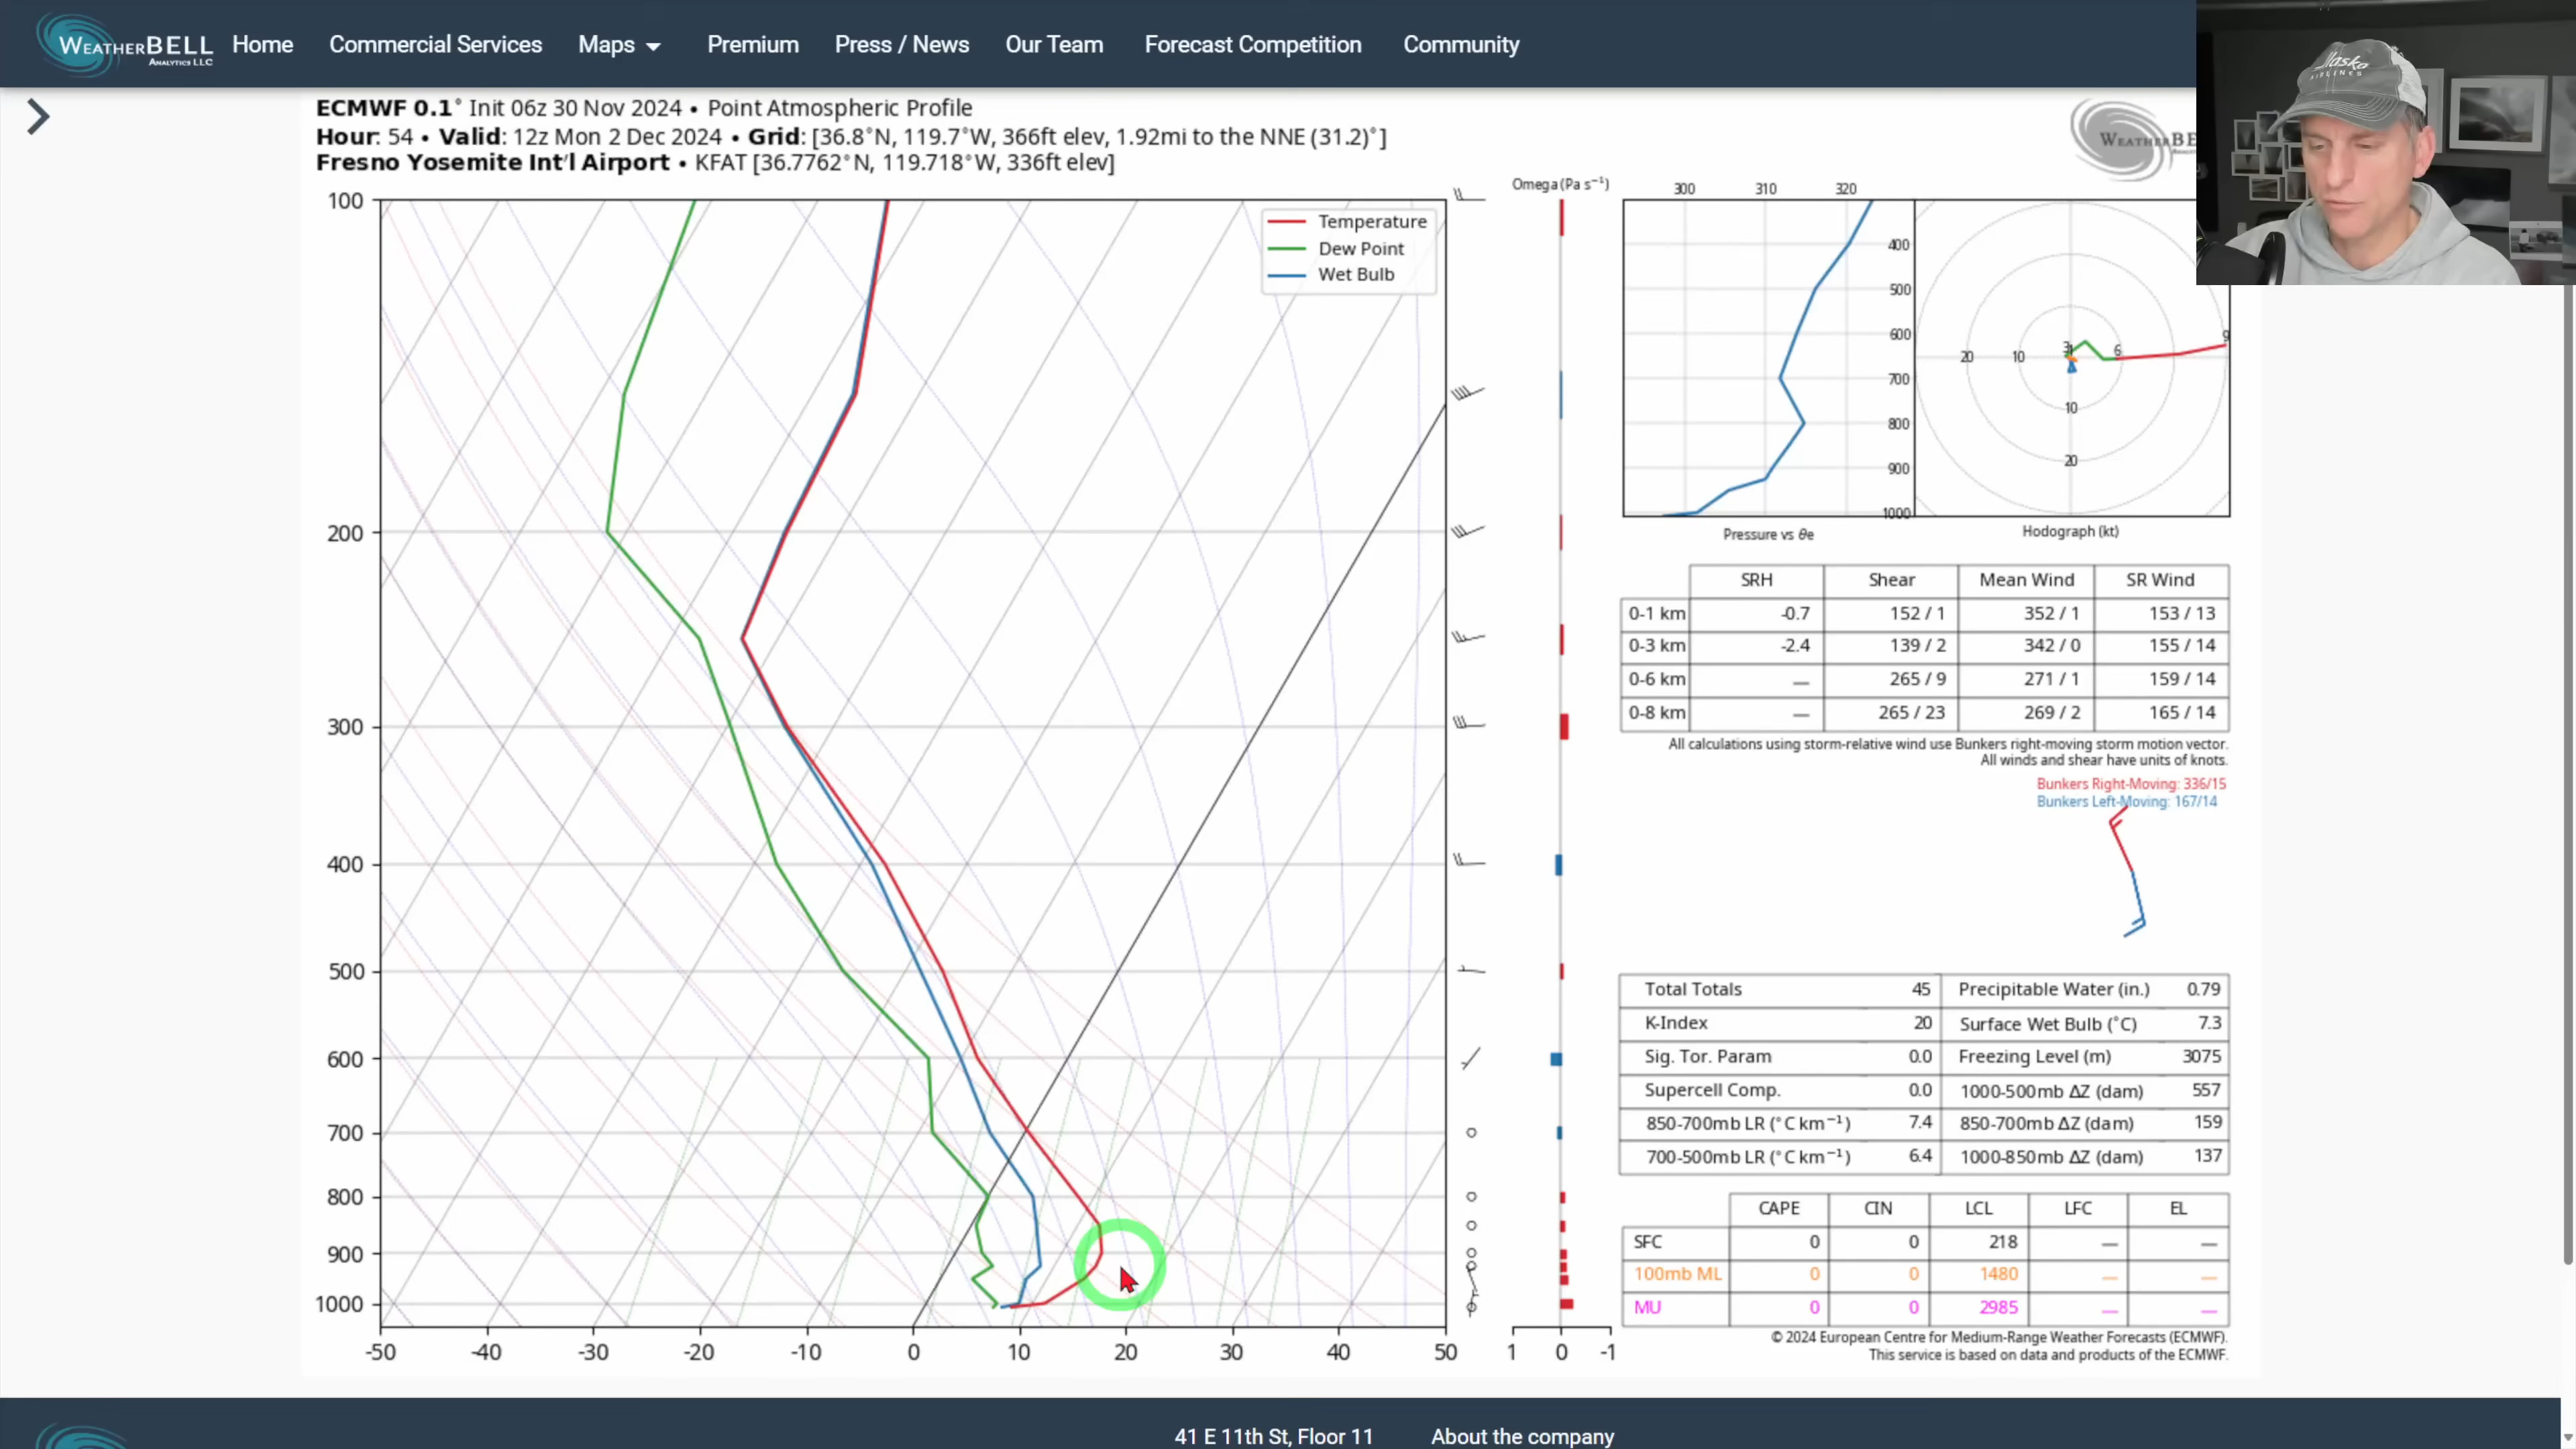 WEATHERBELL
ANALYTICS LLC
Home
Commercial Services
Maps
Premium
Press / News
Our Team
Forecast Competition
Community
Alaska
AIRLINES
ECMWF 0.1° Init 06z 30 Nov 2024 • Point Atmospheric Profile
Hour: 54 • Valid: 12z Mon 2 Dec 2024 • Grid: [36.8°N, 119.7°W, 366ft elev, 1.92mi to the NNE (31.2)°]
Fresno Yosemite Int'l Airport • KFAT [36.7762°N, 119.718°W, 336ft elev]
WEATHERBE
100
200
300
400
500
600
700
800
900
1000
-50 -40 -30 -20 -10 0 10 20 30 40 50
Temperature
Dew Point
Wet Bulb
Omega (Pa s⁻¹)
1 0 -1
300 310 320
400
500
600
700
800
900
1000
Pressure vs θe
20 10 3 6 9
10
20
Hodograph (kt)
SRH Shear Mean Wind SR Wind
0-1 km -0.7 152 / 1 352 / 1 153 / 13
0-3 km -2.4 139 / 2 342 / 0 155 / 14
0-6 km — 265 / 9 271 / 1 159 / 14
0-8 km — 265 / 23 269 / 2 165 / 14
All calculations using storm-relative wind use Bunkers right-moving storm motion vector.
All winds and shear have units of knots.
Bunkers Right-Moving: 336/15
Bunkers Left-Moving: 167/14
Total Totals 45 Precipitable Water (in.) 0.79
K-Index 20 Surface Wet Bulb (°C) 7.3
Sig. Tor. Param 0.0 Freezing Level (m) 3075
Supercell Comp. 0.0 1000-500mb ΔZ (dam) 557
850-700mb LR (°C km⁻¹) 7.4 850-700mb ΔZ (dam) 159
700-500mb LR (°C km⁻¹) 6.4 1000-850mb ΔZ (dam) 137
CAPE CIN LCL LFC EL
SFC 0 0 218 — —
100mb ML 0 0 1480 — —
MU 0 0 2985 — —
© 2024 European Centre for Medium-Range Weather Forecasts (ECMWF).
This service is based on data and products of the ECMWF.
41 E 11th St, Floor 11
About the company